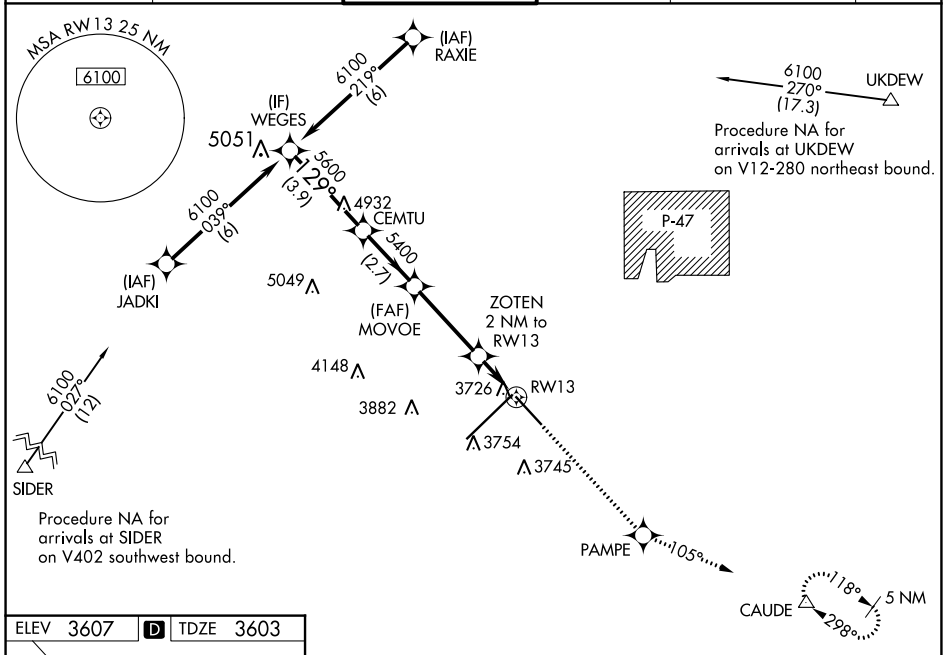 MSA RW13 25 NM
6100
(IAF)
RAXIE
6100
219°
(6)
(IF)
WEGES
5051
5600
129°
(3.9)
4932
CEMTU
6100
039°
(6)
(IAF)
JADKI
5400
(2.7)
5049
(FAF)
MOVOE
ZOTEN
2 NM to
RW13
4148
3882
3726
RW13
3754
3745
6100
270°
(17.3)
UKDEW
Procedure NA for
arrivals at UKDEW
on V12-280 northeast bound.
P-47
6100
027°
(12)
SIDER
Procedure NA for
arrivals at SIDER
on V402 southwest bound.
PAMPE
105°
CAUDE
118°
298°
5 NM
ELEV 3607 D TDZE 3603